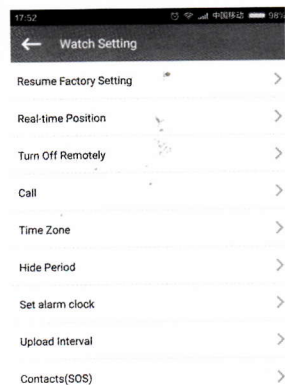 17:52 中国移动 98%
Watch Setting
Resume Factory Setting
Real-time Position
Turn Off Remotely
Call
Time Zone
Hide Period
Set alarm clock
Upload Interval
Contacts(SOS)